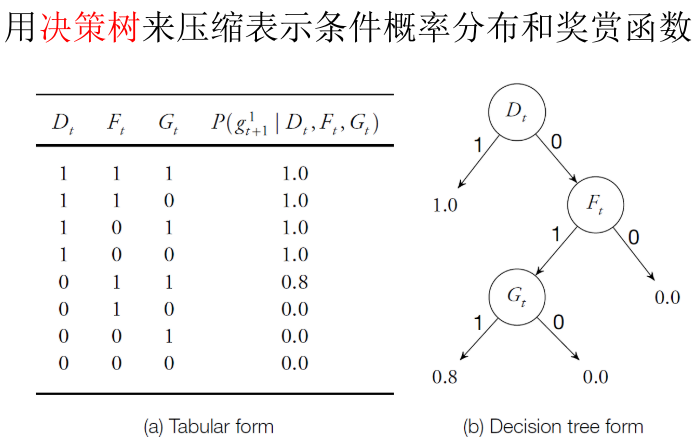 用决策树来压缩表示条件概率分布和奖赏函数
D_t F_t G_t P(g^1_{t+1} | D_t, F_t, G_t)
1 1 1 1.0
1 1 0 1.0
1 0 1 1.0
1 0 0 1.0
0 1 1 0.8
0 1 0 0.0
0 0 1 0.0
0 0 0 0.0
(a) Tabular form
D_t
1 0
1.0
F_t
1 0
G_t
0.0
1 0
0.8 0.0
(b) Decision tree form